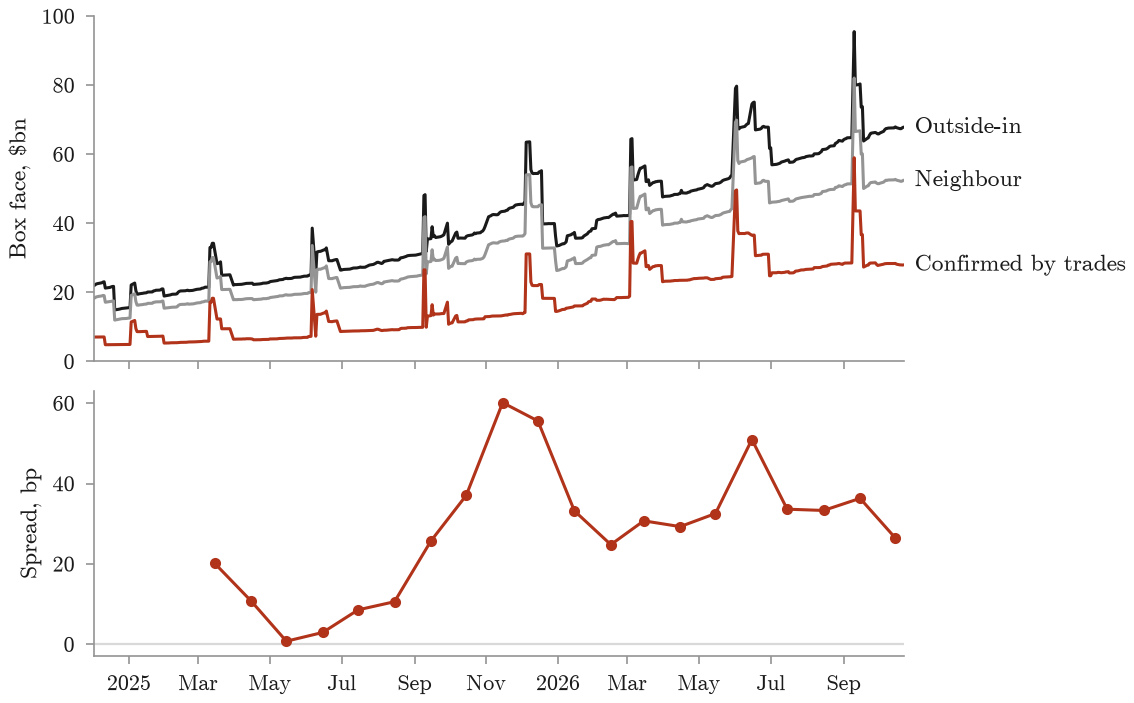 Box face, $bn
100
80
60
40
20
0
Outside-in
Neighbour
Confirmed by trades
Spread, bp
60
40
20
0
2025 Mar May Jul Sep Nov 2026 Mar May Jul Sep